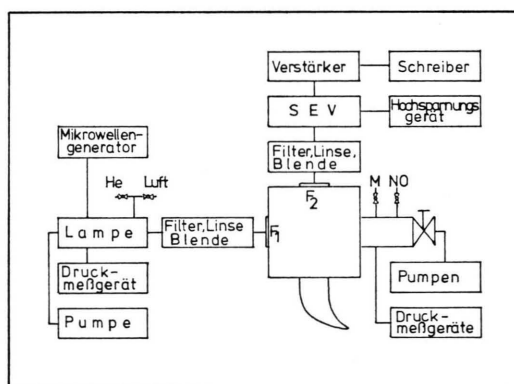 Verstärker
Schreiber
S E V
Hochspannungs
gerät
Mikrowellen-
generator
Filter, Linse,
Blende
He Luft
M NO
F2
Lampe
Filter, Linse
Blende
F1
Druck-
meßgerät
Pumpen
Pumpe
Druck-
meßgeräte